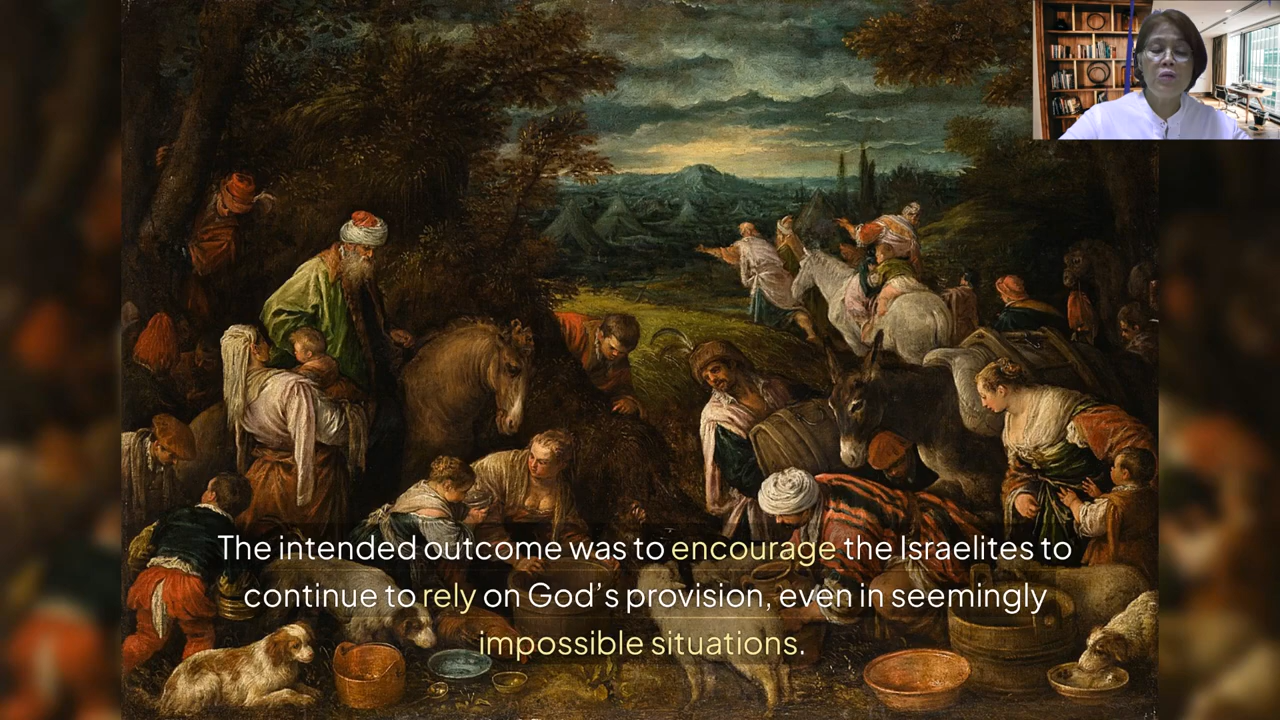 The intended outcome was to encourage the Israelites to
continue to rely on God’s provision, even in seemingly
impossible situations.